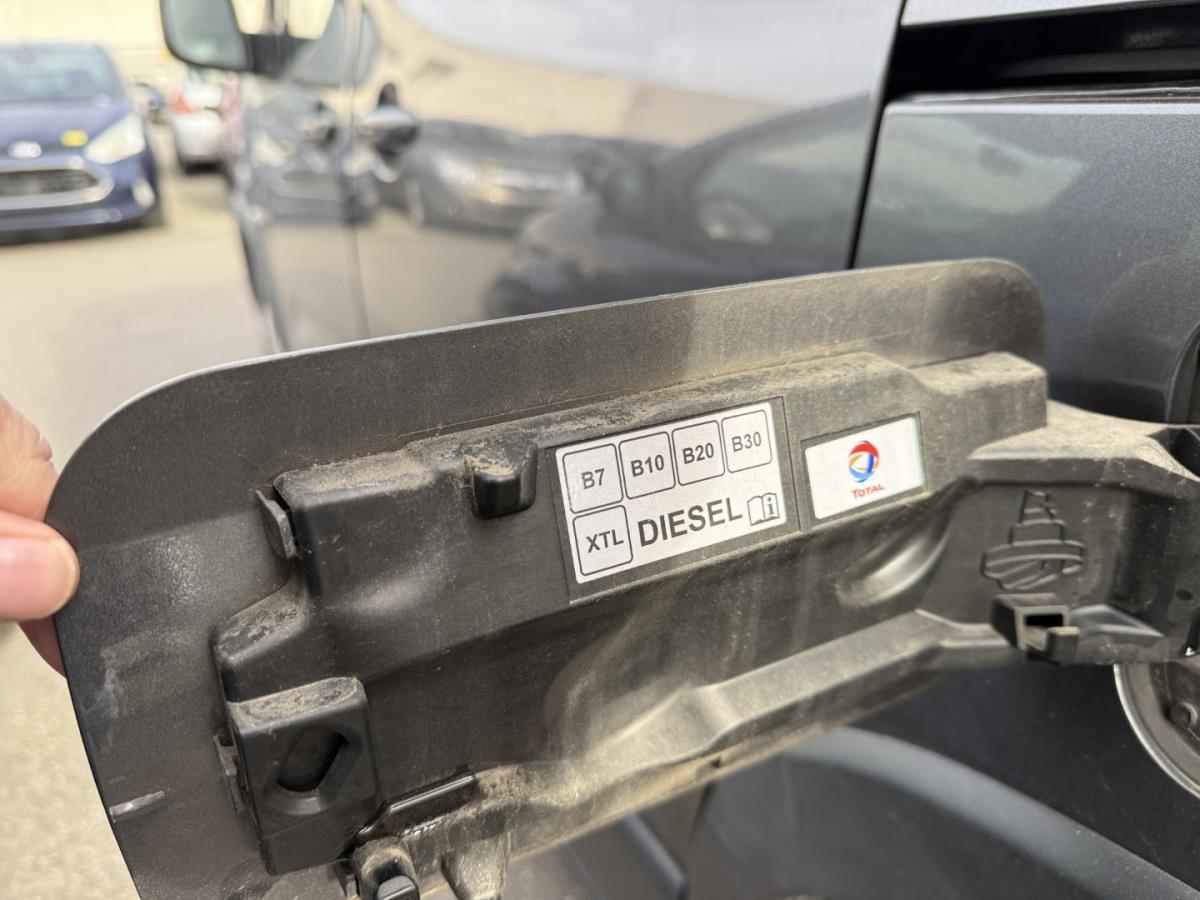 B7 B10 B20 B30
XTL DIESEL i
TOTAL